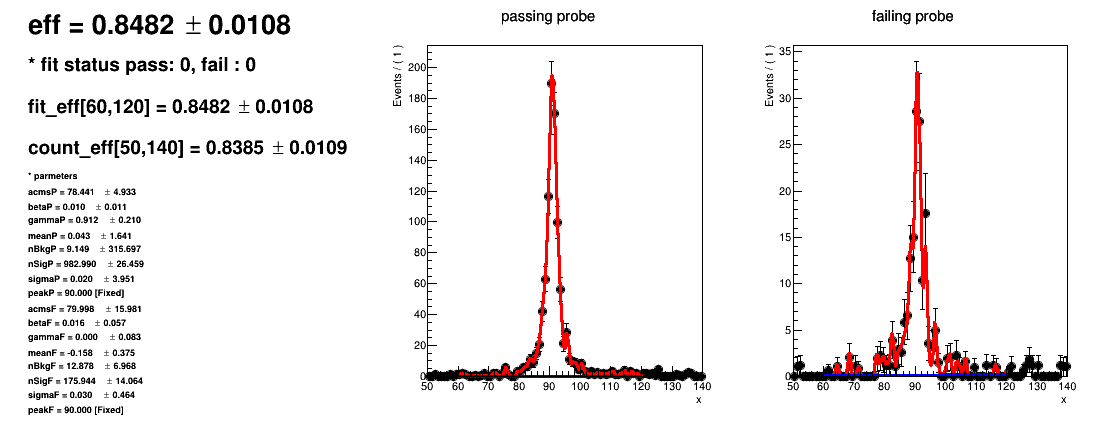 eff = 0.8482 ± 0.0108
* fit status pass: 0, fail : 0
fit_eff[60,120] = 0.8482 ± 0.0108
count_eff[50,140] = 0.8385 ± 0.0109
* parmeters
acmsP = 78.441 ± 4.933
betaP = 0.010 ± 0.011
gammaP = 0.912 ± 0.210
meanP = 0.043 ± 1.641
nBkgP = 9.149 ± 315.697
nSigP = 982.990 ± 26.459
sigmaP = 0.020 ± 3.951
peakP = 90.000 [Fixed]
acmsF = 79.998 ± 15.981
betaF = 0.016 ± 0.057
gammaF = 0.000 ± 0.083
meanF = -0.158 ± 0.375
nBkgF = 12.878 ± 6.968
nSigF = 175.944 ± 14.064
sigmaF = 0.030 ± 0.464
peakF = 90.000 [Fixed]
passing probe
Events / ( 1 )
200
180
160
140
120
100
80
60
40
20
0
50 60 70 80 90 100 110 120 130 140
x
failing probe
Events / ( 1 )
35
30
25
20
15
10
5
0
50 60 70 80 90 100 110 120 130 140
x